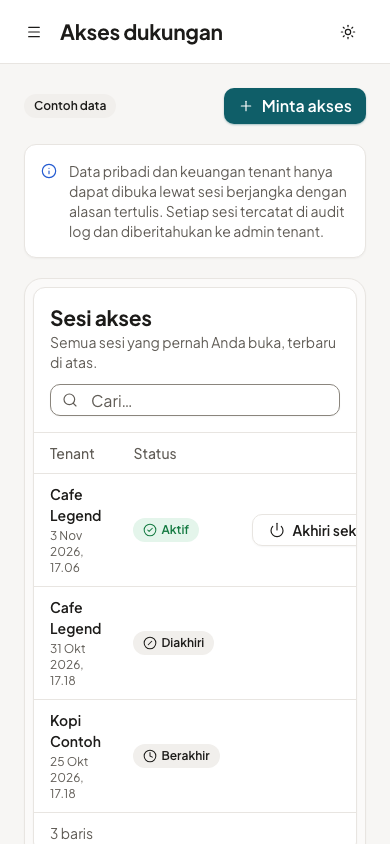 Akses dukungan
Contoh data
Minta akses
Data pribadi dan keuangan tenant hanya
dapat dibuka lewat sesi berjangka dengan
alasan tertulis. Setiap sesi tercatat di audit
log dan diberitahukan ke admin tenant.
Sesi akses
Semua sesi yang pernah Anda buka, terbaru
di atas.
Cari...
Tenant Status
Cafe
Legend
3 Nov
2026,
17.06
Aktif
Akhiri sek
Cafe
Legend
31 Okt
2026,
17.18
Diakhiri
Kopi
Contoh
25 Okt
2026,
17.18
Berakhir
3 baris